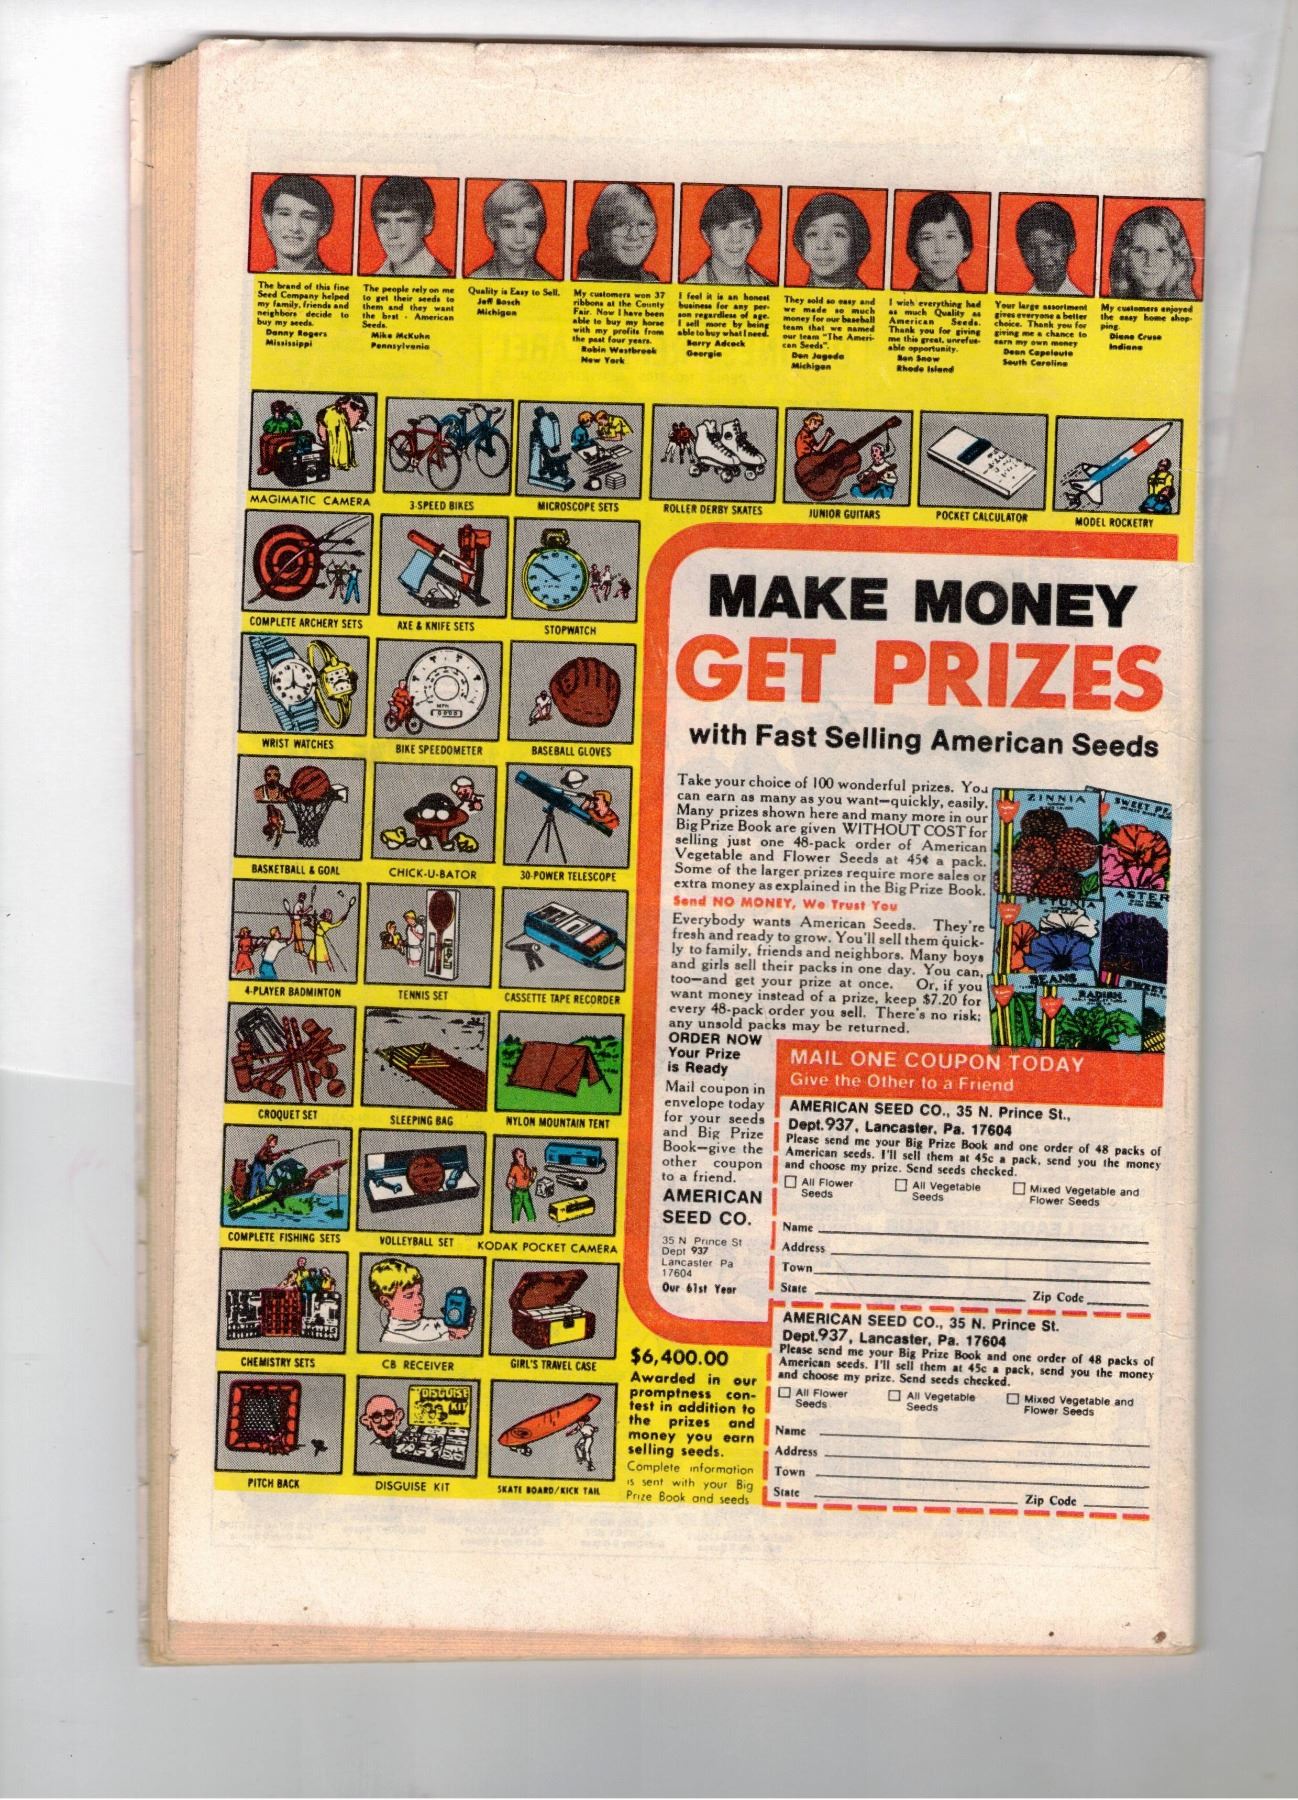 The brand of this fine
Seed Company helped
my family, friends and
neighbors decide to
buy my seeds.
Danny Rogers
Mississippi
The people rely on me
to get their seeds to
them and they want
the best - American
Seeds.
Mike McKuhn
Pennsylvania
Quality is Easy to Sell.
Jeff Bosch
Michigan
My customers won 37
ribbons at the County
Fair. Now I have been
able to buy my horse
with my profits from
the past four years.
Robin Westbrook
New York
I feel it is an honest
business for any per-
son regardless of age.
I sell more by being
able to buy what I need.
Barry Adcock
Georgia
They sold so easy and
we made so much
money for our baseball
team that we named
our team "The Ameri-
can Seeds".
Don Jagoda
Michigan
I wish everything had
as much Quality as
American Seeds.
Thank you for giving
me this great, unrefus-
able opportunity.
Ben Snow
Rhode Island
Your large assortment
gives everyone a better
choice. Thank you for
giving me a chance to
earn my own money
Dean Capeloute
South Carolina
My customers enjoyed
the easy home shop-
ping.
Diane Cruse
Indiana
MAGIMATIC CAMERA
3-SPEED BIKES
MICROSCOPE SETS
ROLLER DERBY SKATES
JUNIOR GUITARS
POCKET CALCULATOR
MODEL ROCKETRY
COMPLETE ARCHERY SETS
AXE & KNIFE SETS
STOPWATCH
WRIST WATCHES
MPH
BIKE SPEEDOMETER
BASEBALL GLOVES
BASKETBALL & GOAL
CHICK-U-BATOR
30-POWER TELESCOPE
4-PLAYER BADMINTON
TENNIS SET
CASSETTE TAPE RECORDER
CROQUET SET
SLEEPING BAG
NYLON MOUNTAIN TENT
COMPLETE FISHING SETS
VOLLEYBALL SET
KODAK POCKET CAMERA
CHEMISTRY SETS
CB RECEIVER
GIRL'S TRAVEL CASE
PITCH BACK
DISGUISE
KIT
DISGUISE KIT
SKATE BOARD/KICK TAIL
MAKE MONEY
GET PRIZES
with Fast Selling American Seeds
Take your choice of 100 wonderful prizes. You
can earn as many as you want—quickly, easily.
Many prizes shown here and many more in our
Big Prize Book are given WITHOUT COST for
selling just one 48-pack order of American
Vegetable and Flower Seeds at 45¢ a pack.
Some of the larger prizes require more sales or
extra money as explained in the Big Prize Book.
Send NO MONEY, We Trust You
Everybody wants American Seeds. They're
fresh and ready to grow. You'll sell them quick-
ly to family, friends and neighbors. Many boys
and girls sell their packs in one day. You can,
too—and get your prize at once. Or, if you
want money instead of a prize, keep $7.20 for
every 48-pack order you sell. There's no risk;
any unsold packs may be returned.
ZINNIA
SWEET PE
PETUNIA
ASTER
BEANS
RADISH
SWEET
ORDER NOW
Your Prize
is Ready
Mail coupon in
envelope today
for your seeds
and Big Prize
Book—give the
other coupon
to a friend.
AMERICAN
SEED CO.
35 N Prince St
Dept 937
Lancaster Pa
17604
Our 61st Year
MAIL ONE COUPON TODAY
Give the Other to a Friend
AMERICAN SEED CO., 35 N. Prince St.,
Dept.937, Lancaster, Pa. 17604
Please send me your Big Prize Book and one order of 48 packs of
American seeds. I'll sell them at 45c a pack, send you the money
and choose my prize. Send seeds checked.
All Flower Seeds
All Vegetable Seeds
Mixed Vegetable and Flower Seeds
Name
Address
Town
State Zip Code
AMERICAN SEED CO., 35 N. Prince St.
Dept.937, Lancaster, Pa. 17604
Please send me your Big Prize Book and one order of 48 packs of
American seeds. I'll sell them at 45c a pack, send you the money
and choose my prize. Send seeds checked.
All Flower Seeds
All Vegetable Seeds
Mixed Vegetable and Flower Seeds
Name
Address
Town
State Zip Code
$6,400.00
Awarded in our
promptness con-
test in addition to
the prizes and
money you earn
selling seeds.
Complete information
is sent with your Big
Prize Book and seeds